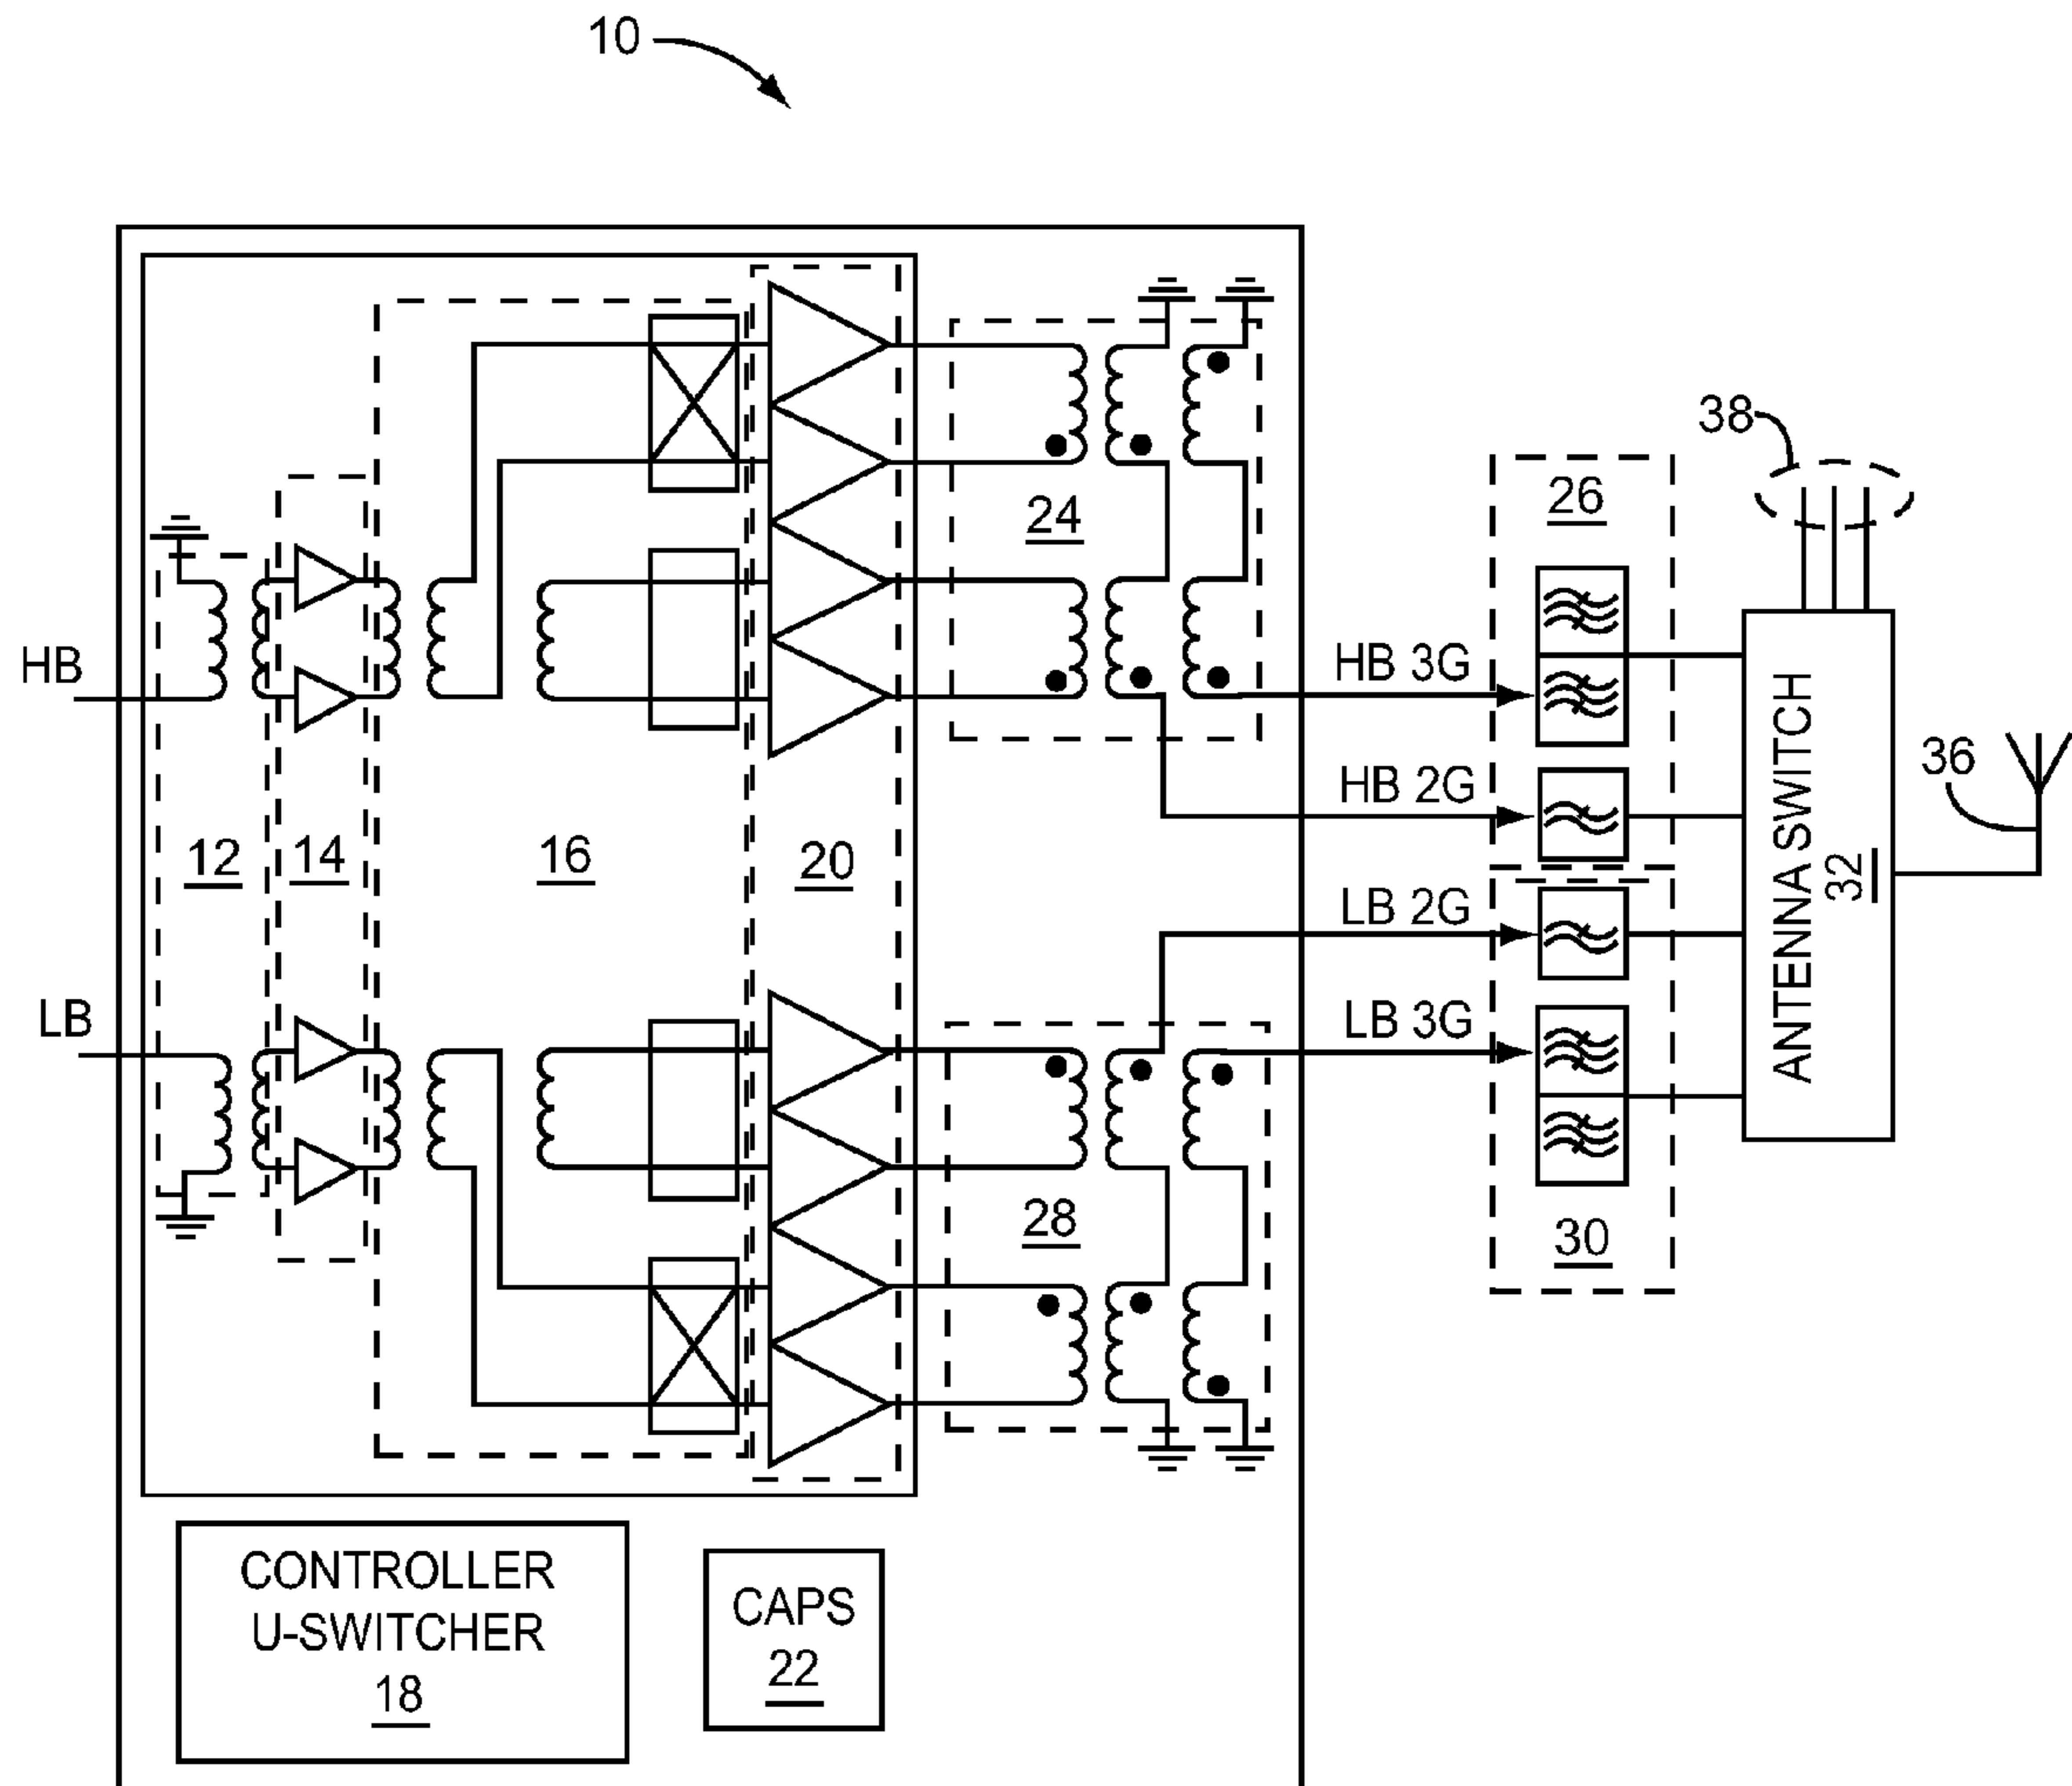 10
38
26
24
HB
HB 3G
HB 2G
36
12
14
16
20
ANTENNA SWITCH
32
LB 2G
LB
LB 3G
28
30
CONTROLLER
U-SWITCHER
18
CAPS
22